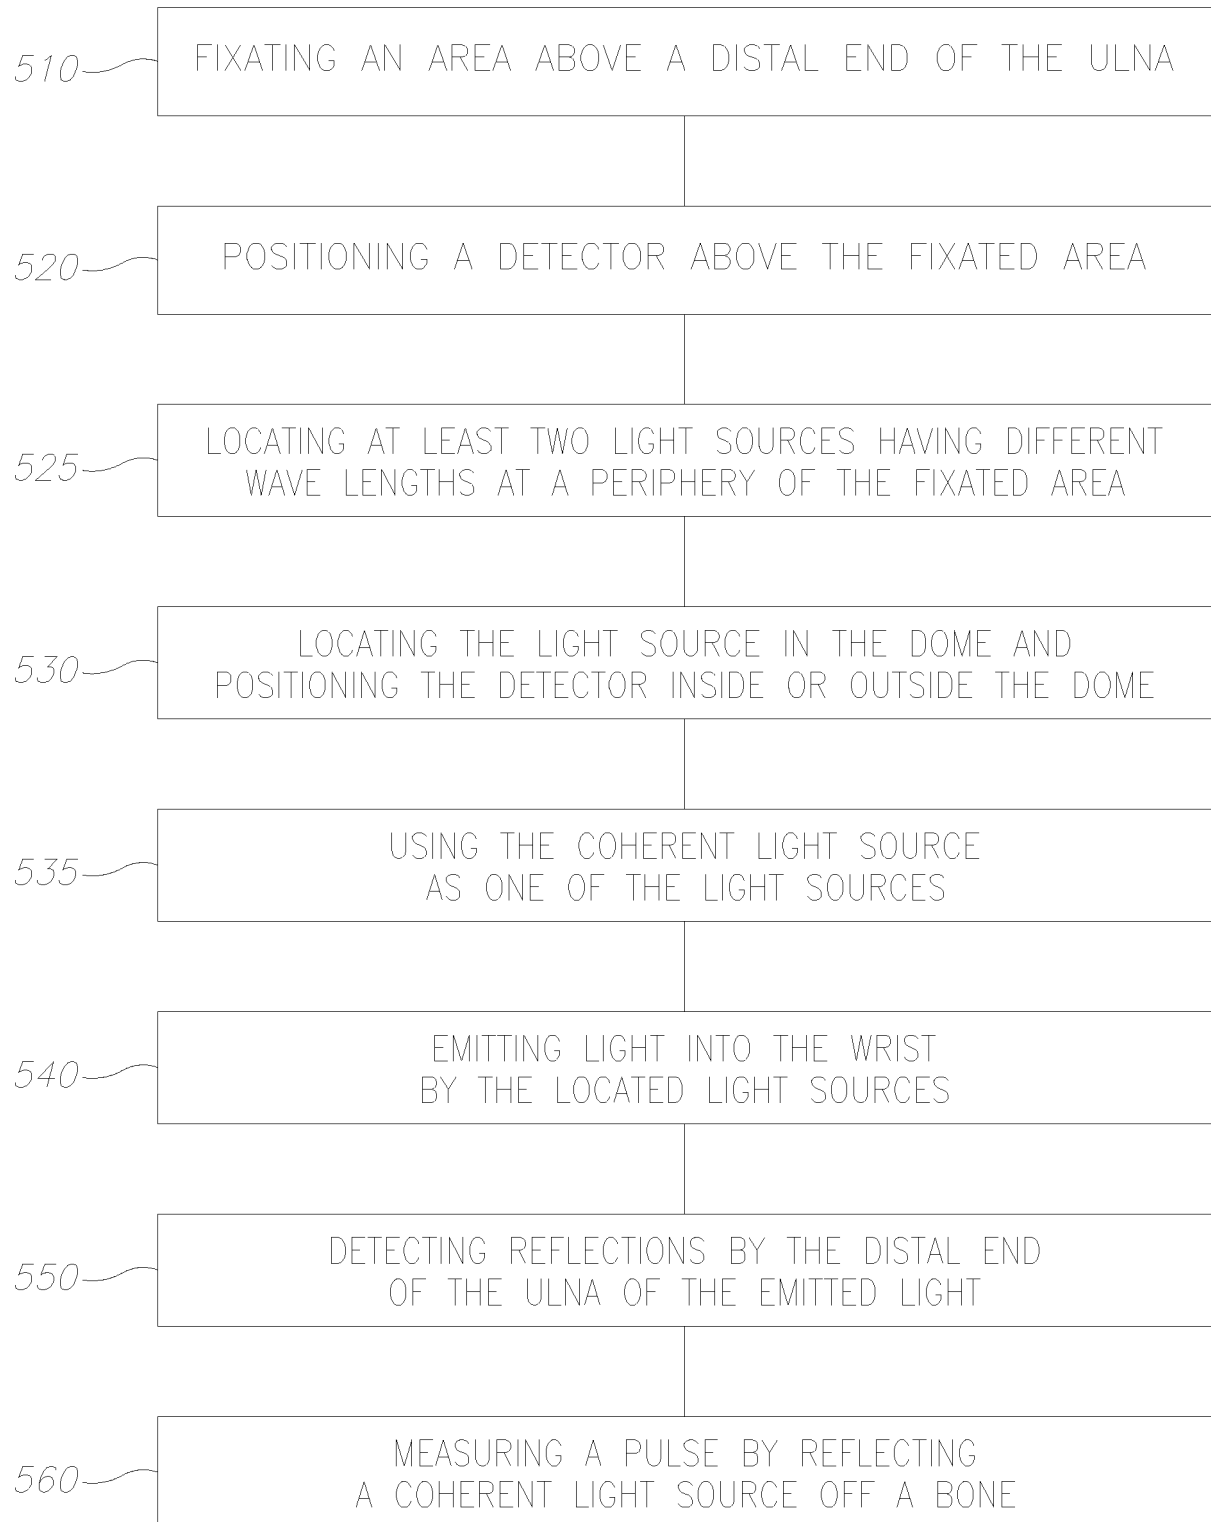 510 FIXATING AN AREA ABOVE A DISTAL END OF THE ULNA
520 POSITIONING A DETECTOR ABOVE THE FIXATED AREA
LOCATING AT LEAST TWO LIGHT SOURCES HAVING DIFFERENT
525 WAVE LENGTHS AT A PERIPHERY OF THE FIXATED AREA
LOCATING THE LIGHT SOURCE IN THE DOME AND
530 POSITIONING THE DETECTOR INSIDE OR OUTSIDE THE DOME
USING THE COHERENT LIGHT SOURCE
535 AS ONE OF THE LIGHT SOURCES
EMITTING LIGHT INTO THE WRIST
540 BY THE LOCATED LIGHT SOURCES
DETECTING REFLECTIONS BY THE DISTAL END
550 OF THE ULNA OF THE EMITTED LIGHT
MEASURING A PULSE BY REFLECTING
560 A COHERENT LIGHT SOURCE OFF A BONE